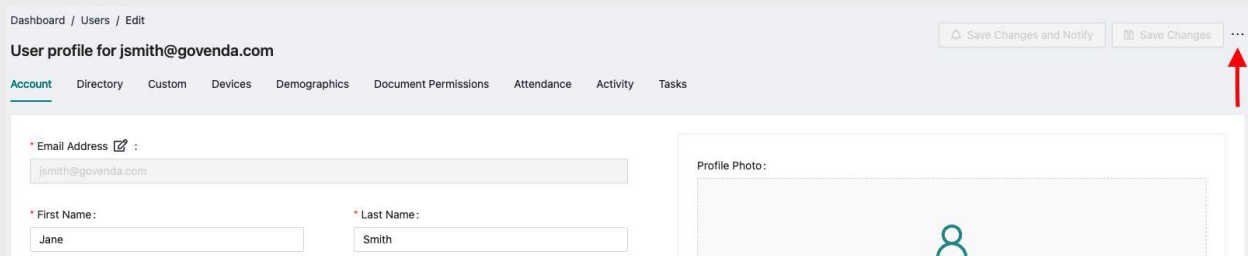 Dashboard / Users / Edit
Save Changes and Notify Save Changes ...
User profile for jsmith@govenda.com
Account Directory Custom Devices Demographics Document Permissions Attendance Activity Tasks
* Email Address :
jsmith@govenda.com
Profile Photo:
* First Name: * Last Name:
Jane Smith